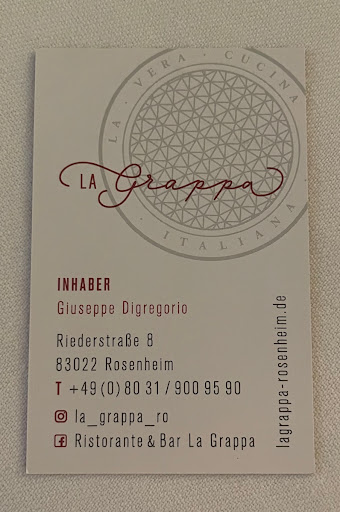 LA · VERA · CUCINA
· ITALIANA ·
LA Grappa
INHABER
Giuseppe Digregorio
Riederstraße 8
83022 Rosenheim
T +49 (0) 80 31 / 900 95 90
la_grappa_ro
Ristorante & Bar La Grappa
lagrappa-rosenheim.de